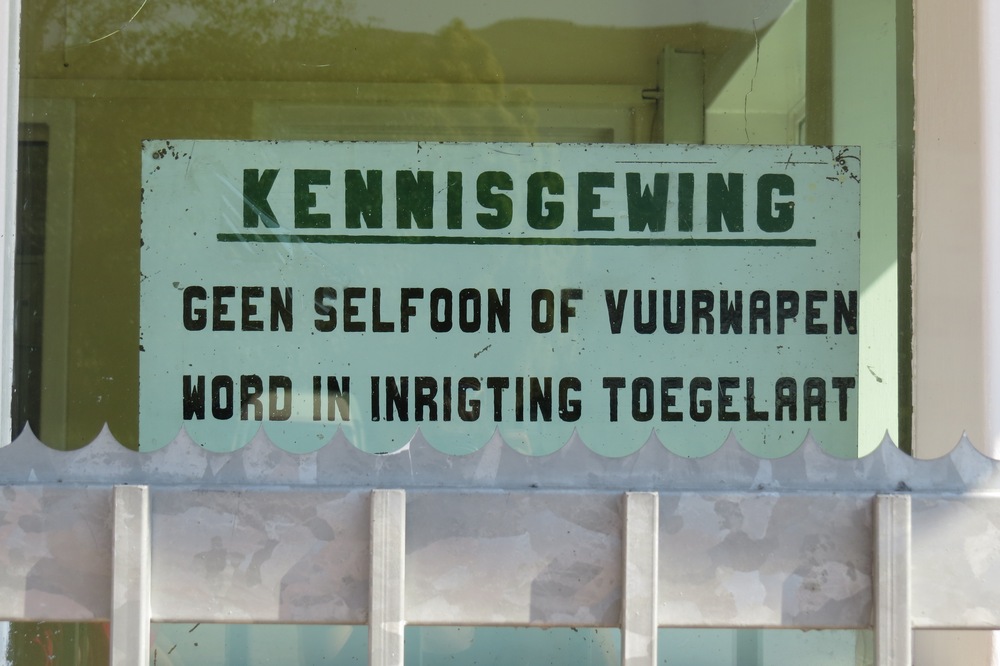 KENNISGEWING
GEEN SELFOON OF VUURWAPEN
WORD IN INRIGTING TOEGELAAT